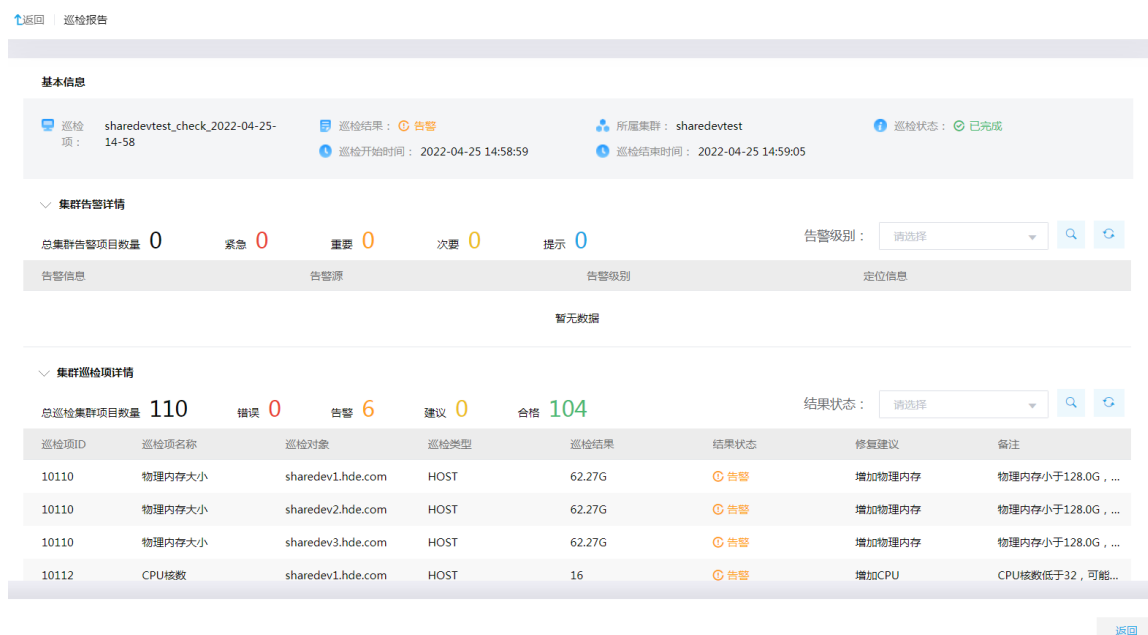 返回 巡检报告
基本信息
巡检项： sharedevtest_check_2022-04-25-14-58 巡检结果： 告警 所属集群： sharedevtest 巡检状态： 已完成
巡检开始时间： 2022-04-25 14:58:59 巡检结束时间： 2022-04-25 14:59:05
集群告警详情
总集群告警项目数量 0 紧急 0 重要 0 次要 0 提示 0 告警级别： 请选择
告警信息 告警源 告警级别 定位信息
暂无数据
集群巡检项详情
总巡检集群项目数量 110 错误 0 告警 6 建议 0 合格 104 结果状态： 请选择
巡检项ID 巡检项名称 巡检对象 巡检类型 巡检结果 结果状态 修复建议 备注
10110 物理内存大小 sharedev1.hde.com HOST 62.27G 告警 增加物理内存 物理内存小于128.0G，...
10110 物理内存大小 sharedev2.hde.com HOST 62.27G 告警 增加物理内存 物理内存小于128.0G，...
10110 物理内存大小 sharedev3.hde.com HOST 62.27G 告警 增加物理内存 物理内存小于128.0G，...
10112 CPU核数 sharedev1.hde.com HOST 16 告警 增加CPU CPU核数低于32，可能...
返回